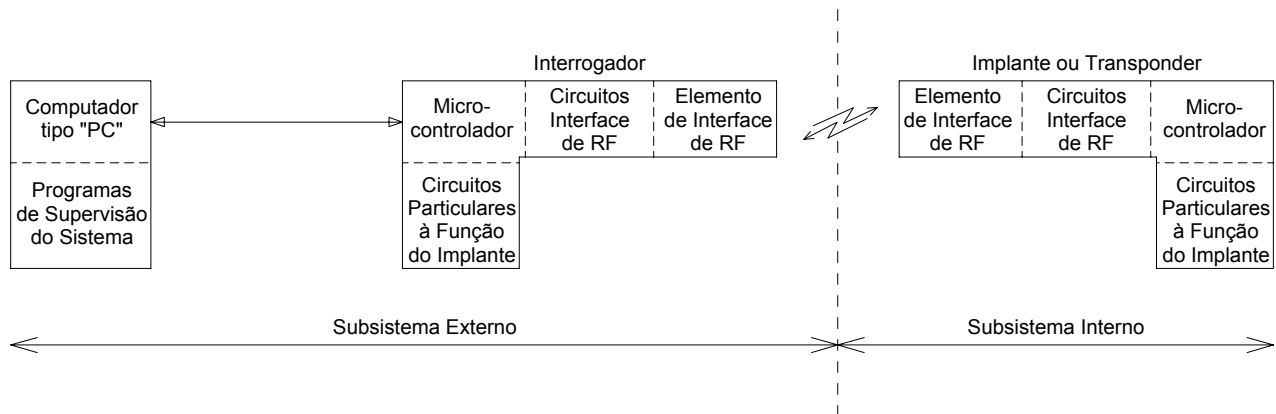 Interrogador
Implante ou Transponder
Computador
tipo "PC"
Micro-
controlador
Circuitos
Interface
de RF
Elemento
de Interface
de RF
Elemento
de Interface
de RF
Circuitos
Interface
de RF
Micro-
controlador
Programas
de Supervisão
do Sistema
Circuitos
Particulares
à Função
do Implante
Circuitos
Particulares
à Função
do Implante
Subsistema Externo
Subsistema Interno